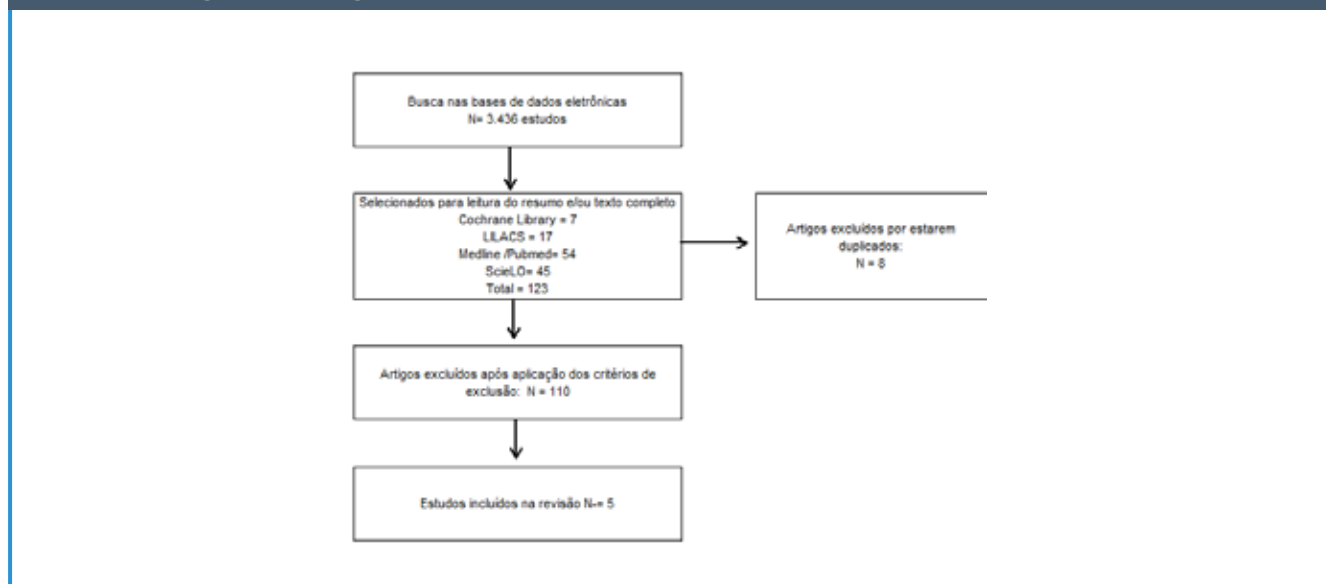 Busca nas bases de dados eletrônicas
N= 3.436 estudos
Selecionados para leitura do resumo e/ou texto completo
Cochrane Library = 7
LILACS = 17
Medline /Pubmed= 54
ScieLO= 45
Total = 123
Artigos excluídos por estarem
duplicados:
N = 8
Artigos excluídos após aplicação dos critérios de
exclusão: N = 110
Estudos incluídos na revisão N-= 5